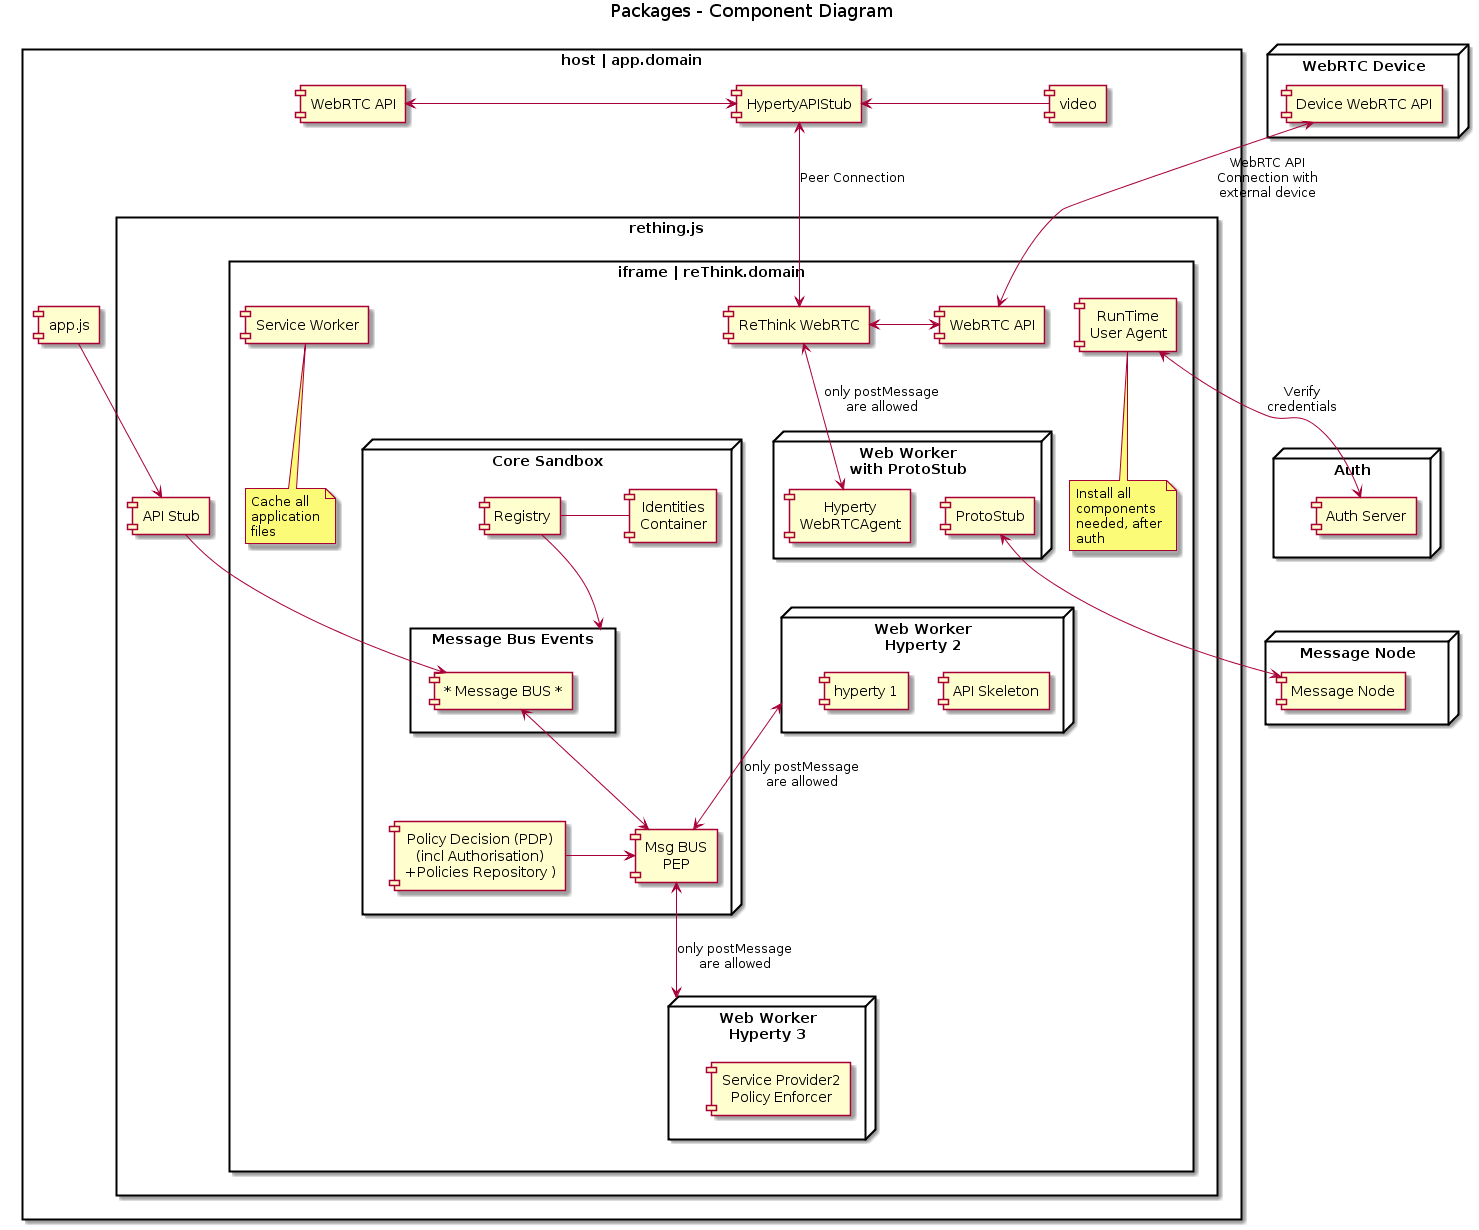 Packages - Component Diagram
host | app.domain
WebRTC Device
WebRTC API
HypertyAPIStub
video
Device WebRTC API
Peer Connection
WebRTC API
Connection with
external device
rething.js
iframe | reThink.domain
app.js
Service Worker
ReThink WebRTC
WebRTC API
RunTime
User Agent
only postMessage
are allowed
Verify
credentials
Core Sandbox
Web Worker
with ProtoStub
Auth
Cache all
application
files
Install all
components
needed, after
auth
API Stub
Registry
Identities
Container
Hyperty
WebRTCAgent
ProtoStub
Auth Server
Message Bus Events
Web Worker
Hyperty 2
Message Node
* Message BUS *
hyperty 1
API Skeleton
Message Node
only postMessage
are allowed
Policy Decision (PDP)
(incl Authorisation)
+Policies Repository )
Msg BUS
PEP
only postMessage
are allowed
Web Worker
Hyperty 3
Service Provider2
Policy Enforcer